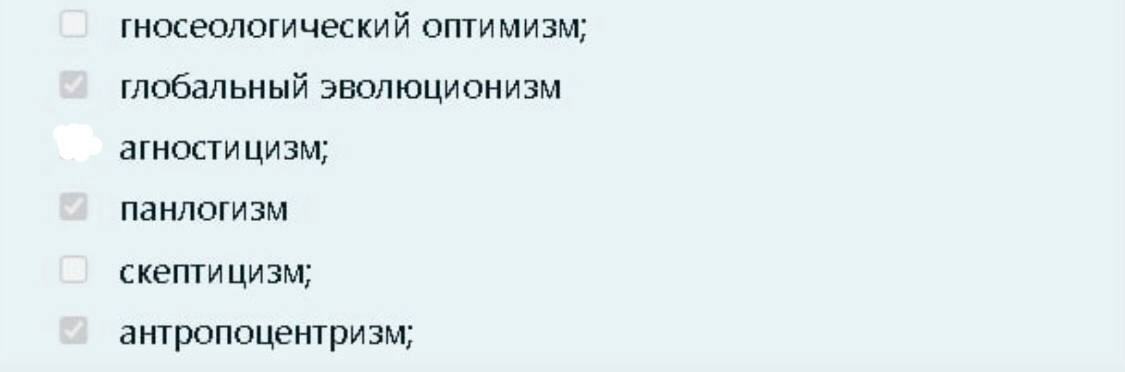 гносеологический оптимизм;
глобальный эволюционизм
агностицизм;
панлогизм
скептицизм;
антропоцентризм;